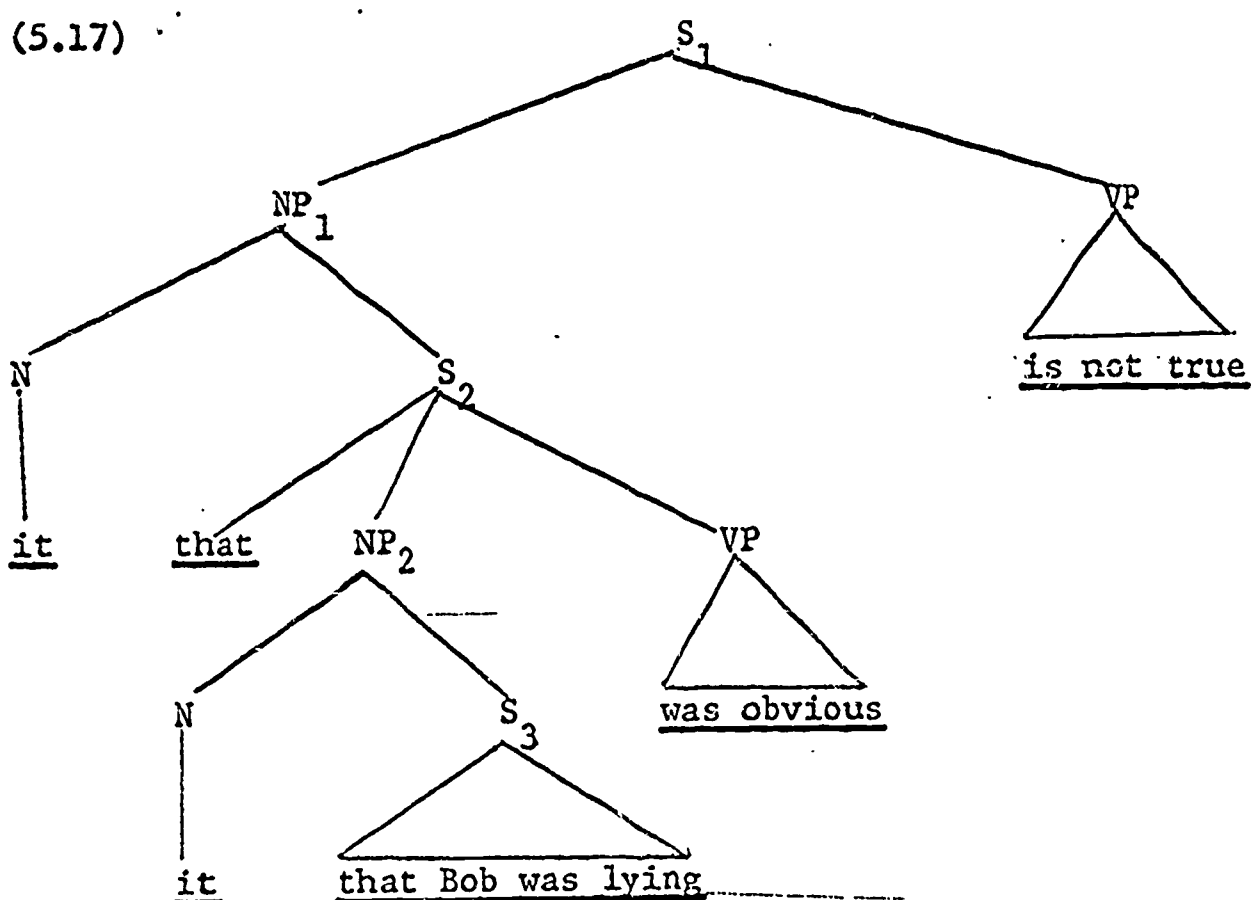 (5.17)
S1
NP1 VP
N S2 is not true
it that NP2 VP
N S3 was obvious
it that Bob was lying